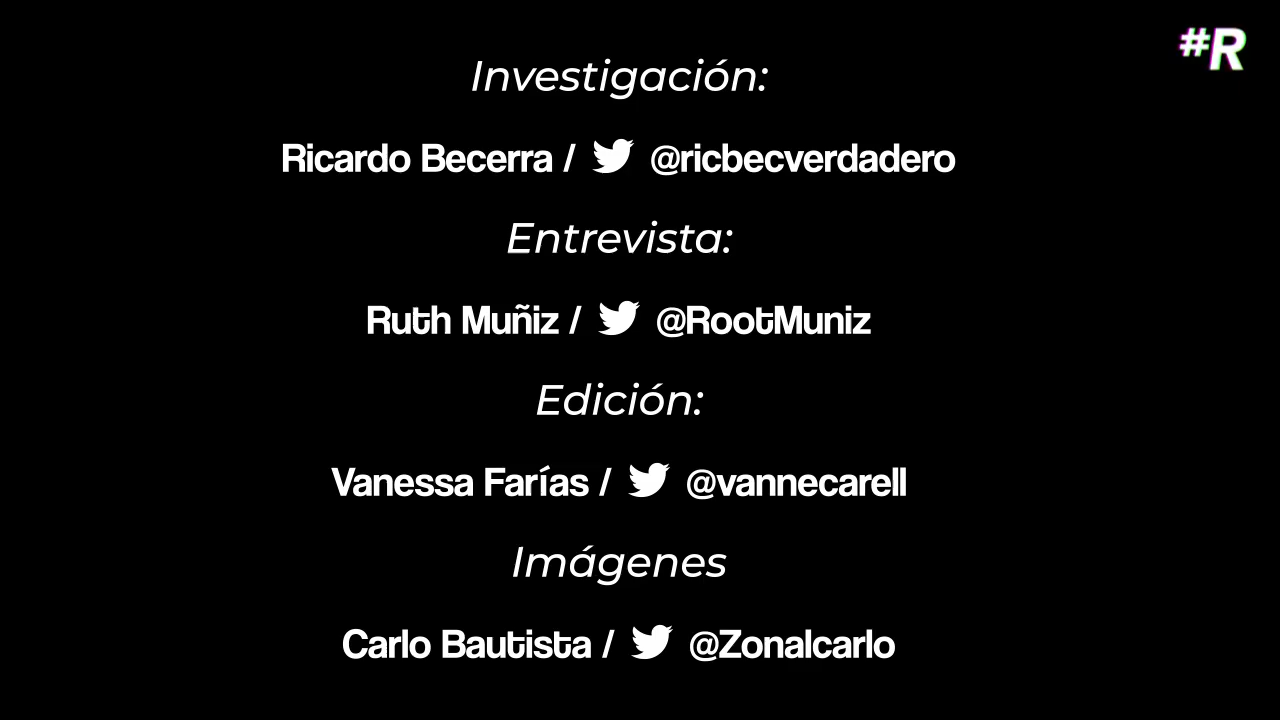 #R
Investigación:
Ricardo Becerra / @ricbecverdadero
Entrevista:
Ruth Muñiz / @RootMuniz
Edición:
Vanessa Farías / @vannecarell
Imágenes
Carlo Bautista / @Zonalcarlo